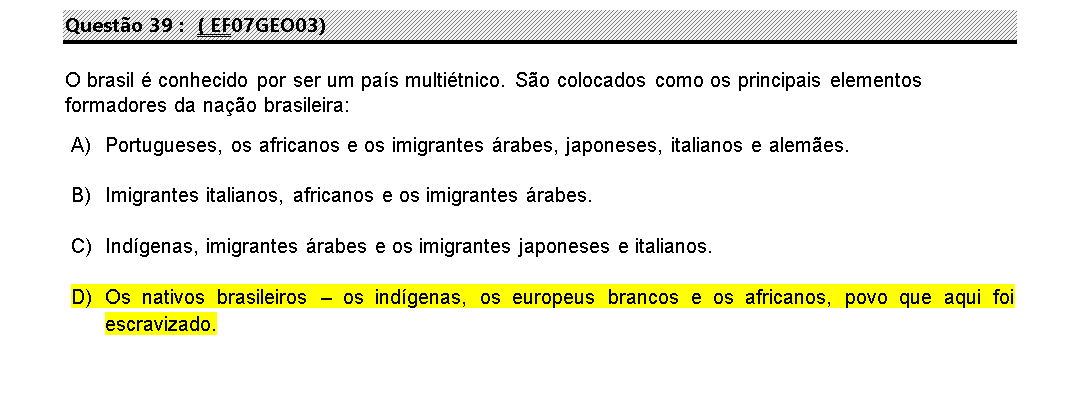 Questão 39 : ( EF07GEO03)
O brasil é conhecido por ser um país multiétnico. São colocados como os principais elementos
formadores da nação brasileira:
A) Portugueses, os africanos e os imigrantes árabes, japoneses, italianos e alemães.
B) Imigrantes italianos, africanos e os imigrantes árabes.
C) Indígenas, imigrantes árabes e os imigrantes japoneses e italianos.
D) Os nativos brasileiros – os indígenas, os europeus brancos e os africanos, povo que aqui foi
escravizado.